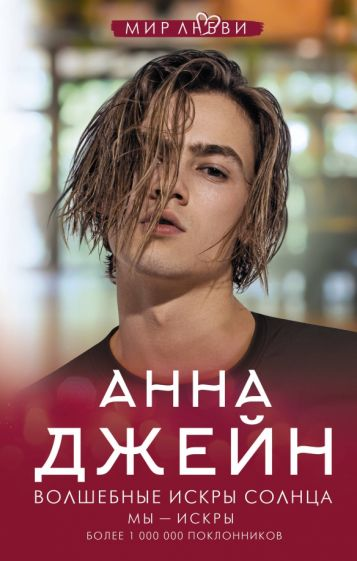 МИР ЛЮБВИ
АННА
ДЖЕЙН
ВОЛШЕБНЫЕ ИСКРЫ СОЛНЦА
МЫ — ИСКРЫ
БОЛЕЕ 1 000 000 ПОКЛОННИКОВ